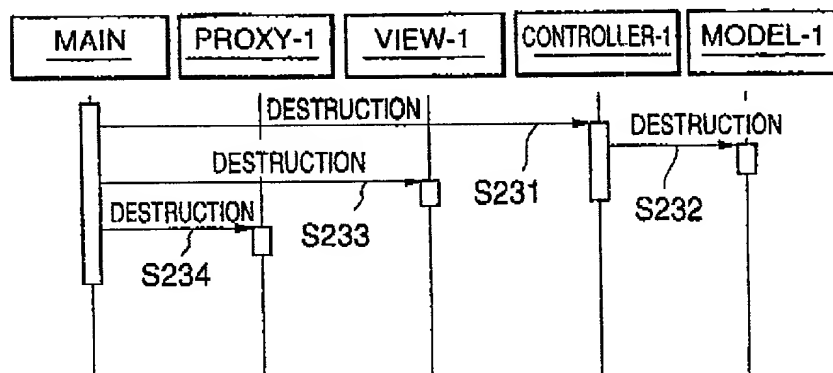 MAIN
PROXY-1
VIEW-1
CONTROLLER-1
MODEL-1
DESTRUCTION
S231
DESTRUCTION
S232
DESTRUCTION
S233
DESTRUCTION
S234